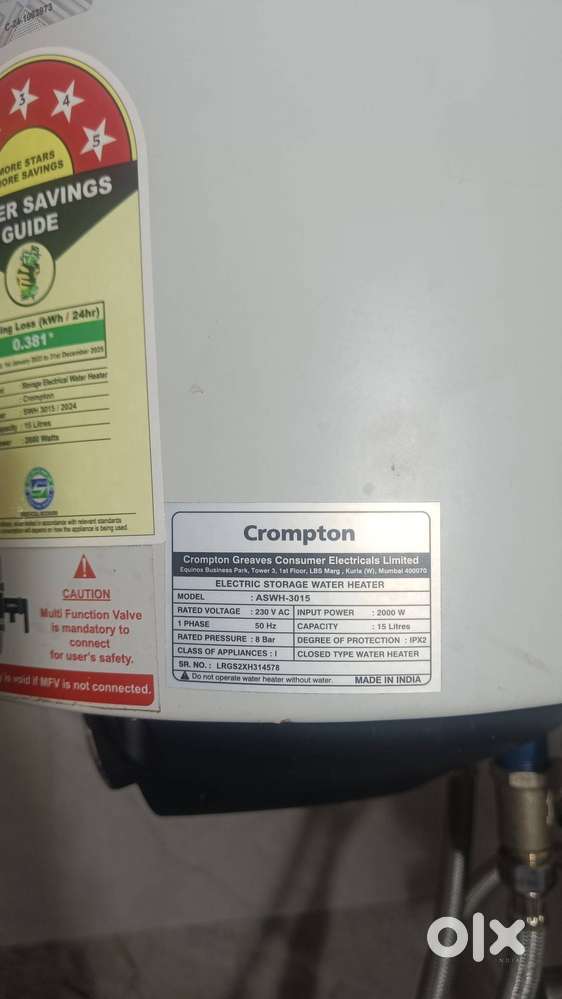 C-24-1093973
3 4 5
MORE STARS
MORE SAVINGS
SAVINGS
GUIDE
Loss (kWh / 24hr)
0.381*
: Storage Electrical Water Heater
: Crompton
: SWH 3015 / 2024
: 15 Litres
: 2000 Watts
CAUTION
Multi Function Valve
is mandatory to
connect
for user's safety.
is void if MFV is not connected.
Crompton
Crompton Greaves Consumer Electricals Limited
Equinox Business Park, Tower 3, 1st Floor, LBS Marg , Kurla (W), Mumbai 400070
ELECTRIC STORAGE WATER HEATER
MODEL : ASWH-3015
RATED VOLTAGE : 230 V AC INPUT POWER : 2000 W
1 PHASE 50 Hz CAPACITY : 15 Litres
RATED PRESSURE : 8 Bar DEGREE OF PROTECTION : IPX2
CLASS OF APPLIANCES : I CLOSED TYPE WATER HEATER
SR. NO. : LRGS2XH314578
Do not operate water heater without water. MADE IN INDIA
olx
INDIA